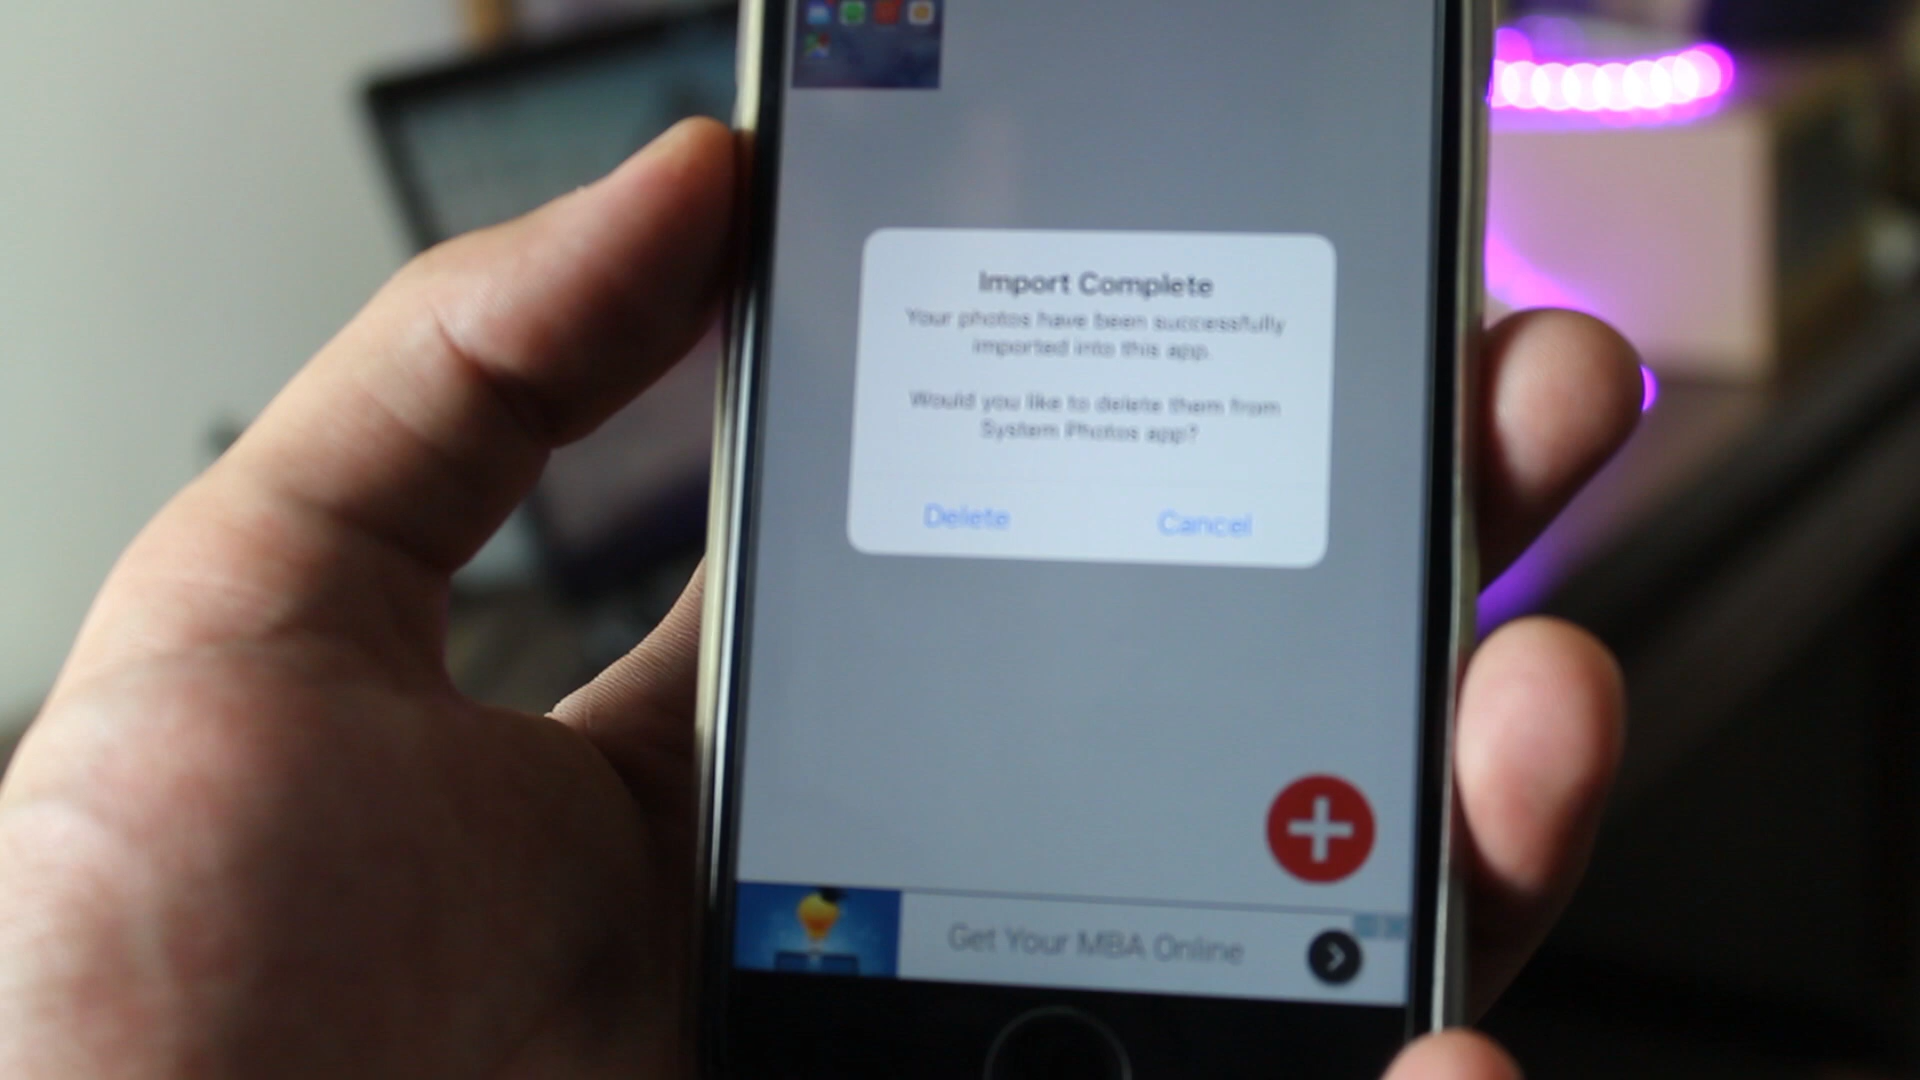 Import Complete
Your photos have been successfully
imported into this app.
Would you like to delete them from
System Photos app?
Delete
Cancel
Get Your MBA Online